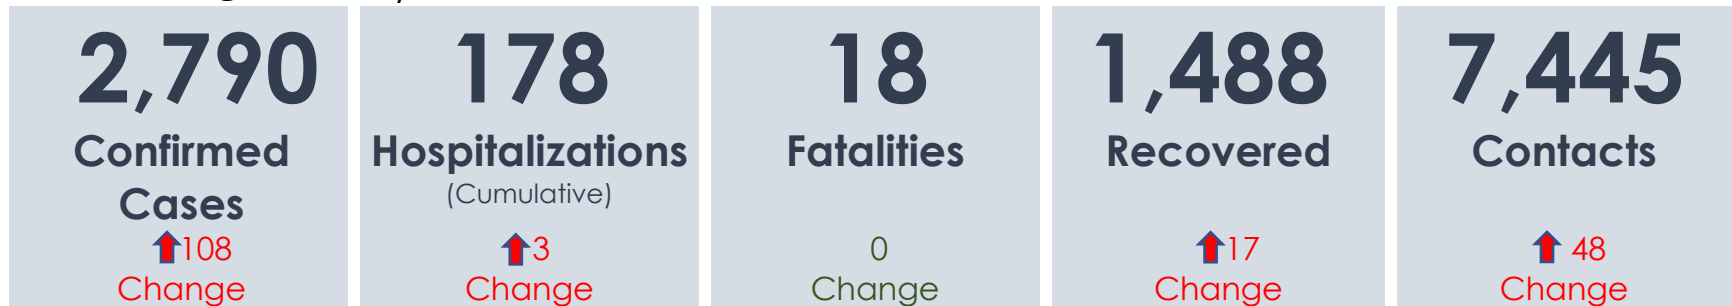 2,790
Confirmed
Cases
108
Change
178
Hospitalizations
(Cumulative)
3
Change
18
Fatalities
0
Change
1,488
Recovered
17
Change
7,445
Contacts
48
Change